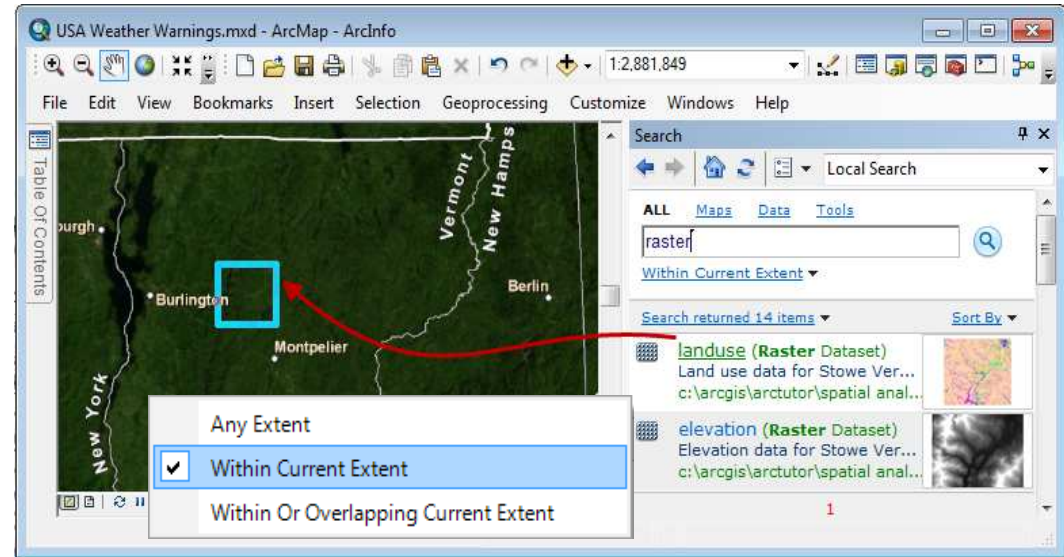 USA Weather Warnings.mxd - ArcMap - ArcInfo
1:2,881,849
File Edit View Bookmarks Insert Selection Geoprocessing Customize Windows Help
Table Of Contents
Vermont
New Hamps
burgh
Burlington
Berlin
Montpelier
New York
Search
Local Search
ALL Maps Data Tools
raster
Within Current Extent
Search returned 14 items Sort By
landuse (Raster Dataset)
Land use data for Stowe Ver...
c:\arcgis\arctutor\spatial anal...
elevation (Raster Dataset)
Elevation data for Stowe Ver...
c:\arcgis\arctutor\spatial anal...
1
Any Extent
Within Current Extent
Within Or Overlapping Current Extent